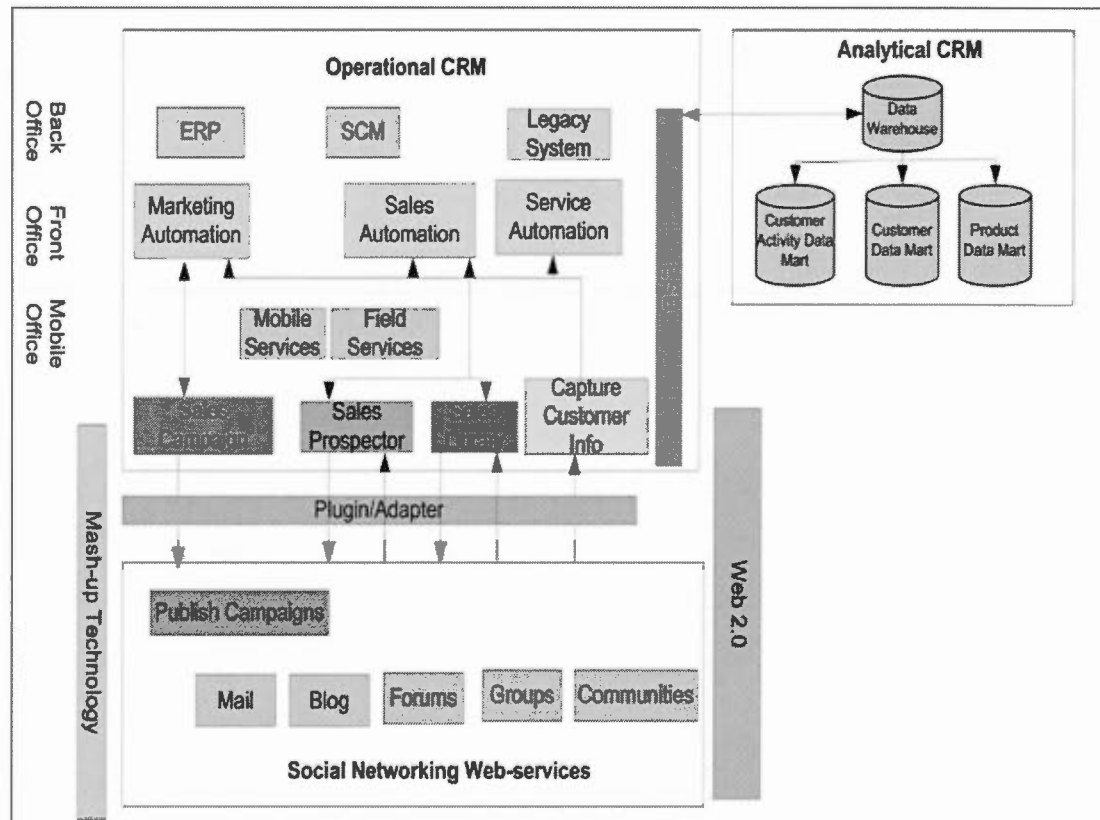 Operational CRM
Analytical CRM
Back
Office
ERP
SCM
Legacy
System
Data
Warehouse
Front
Office
Marketing
Automation
Sales
Automation
Service
Automation
Customer
Activity Data
Mart
Customer
Data Mart
Product
Data Mart
Mobile
Office
Mobile
Services
Field
Services
Sales
Campaign
Sales
Prospector
Sales
Capture
Customer
Info
Plugin/Adapter
Mash-up Technology
Web 2.0
Publish Campaigns
Mail
Blog
Forums
Groups
Communities
Social Networking Web-services